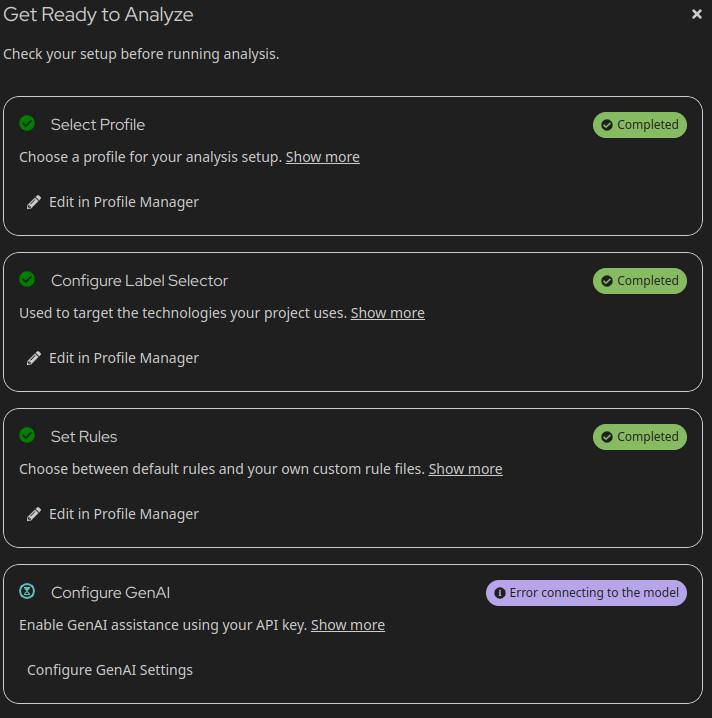 Get Ready to Analyze
Check your setup before running analysis.
Select Profile
Completed
Choose a profile for your analysis setup. Show more
Edit in Profile Manager
Configure Label Selector
Completed
Used to target the technologies your project uses. Show more
Edit in Profile Manager
Set Rules
Completed
Choose between default rules and your own custom rule files. Show more
Edit in Profile Manager
Configure GenAI
Error connecting to the model
Enable GenAI assistance using your API key. Show more
Configure GenAI Settings